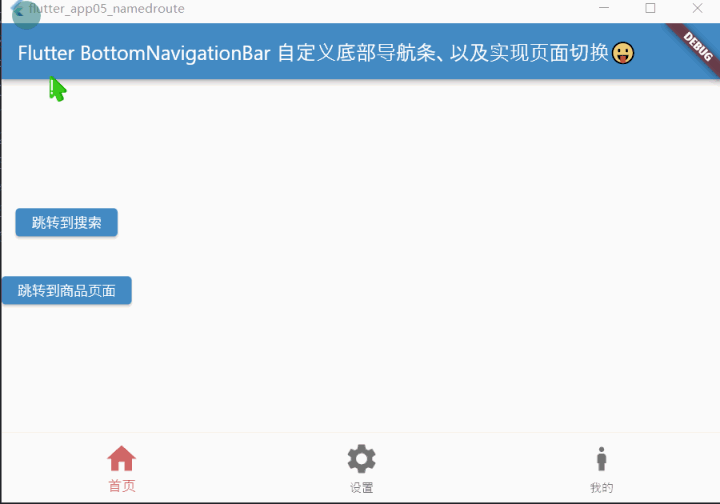 flutter_app05_namedroute
Flutter BottomNavigationBar 自定义底部导航条、以及实现页面切换😛
DEBUG
跳转到搜索
跳转到商品页面
首页
设置
我的